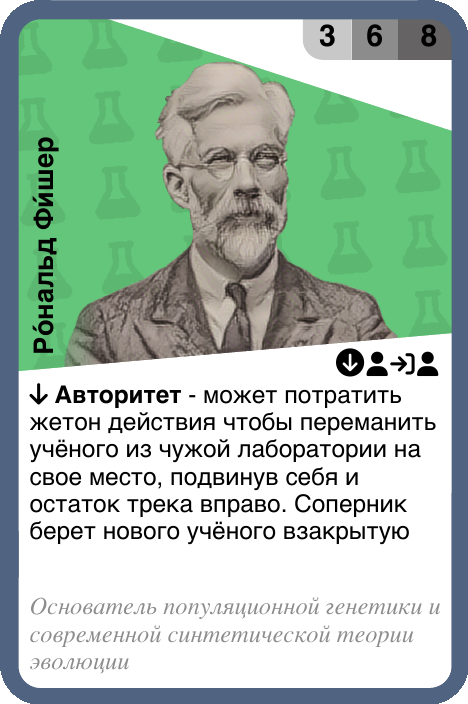 3 6 8
Ро́нальд Фи́шер
Авторитет - может потратить
жетон действия чтобы переманить
учёного из чужой лаборатории на
свое место, подвинув себя и
остаток трека вправо. Соперник
берет нового учёного взакрытую
Основатель популяционной генетики и
современной синтетической теории
эволюции